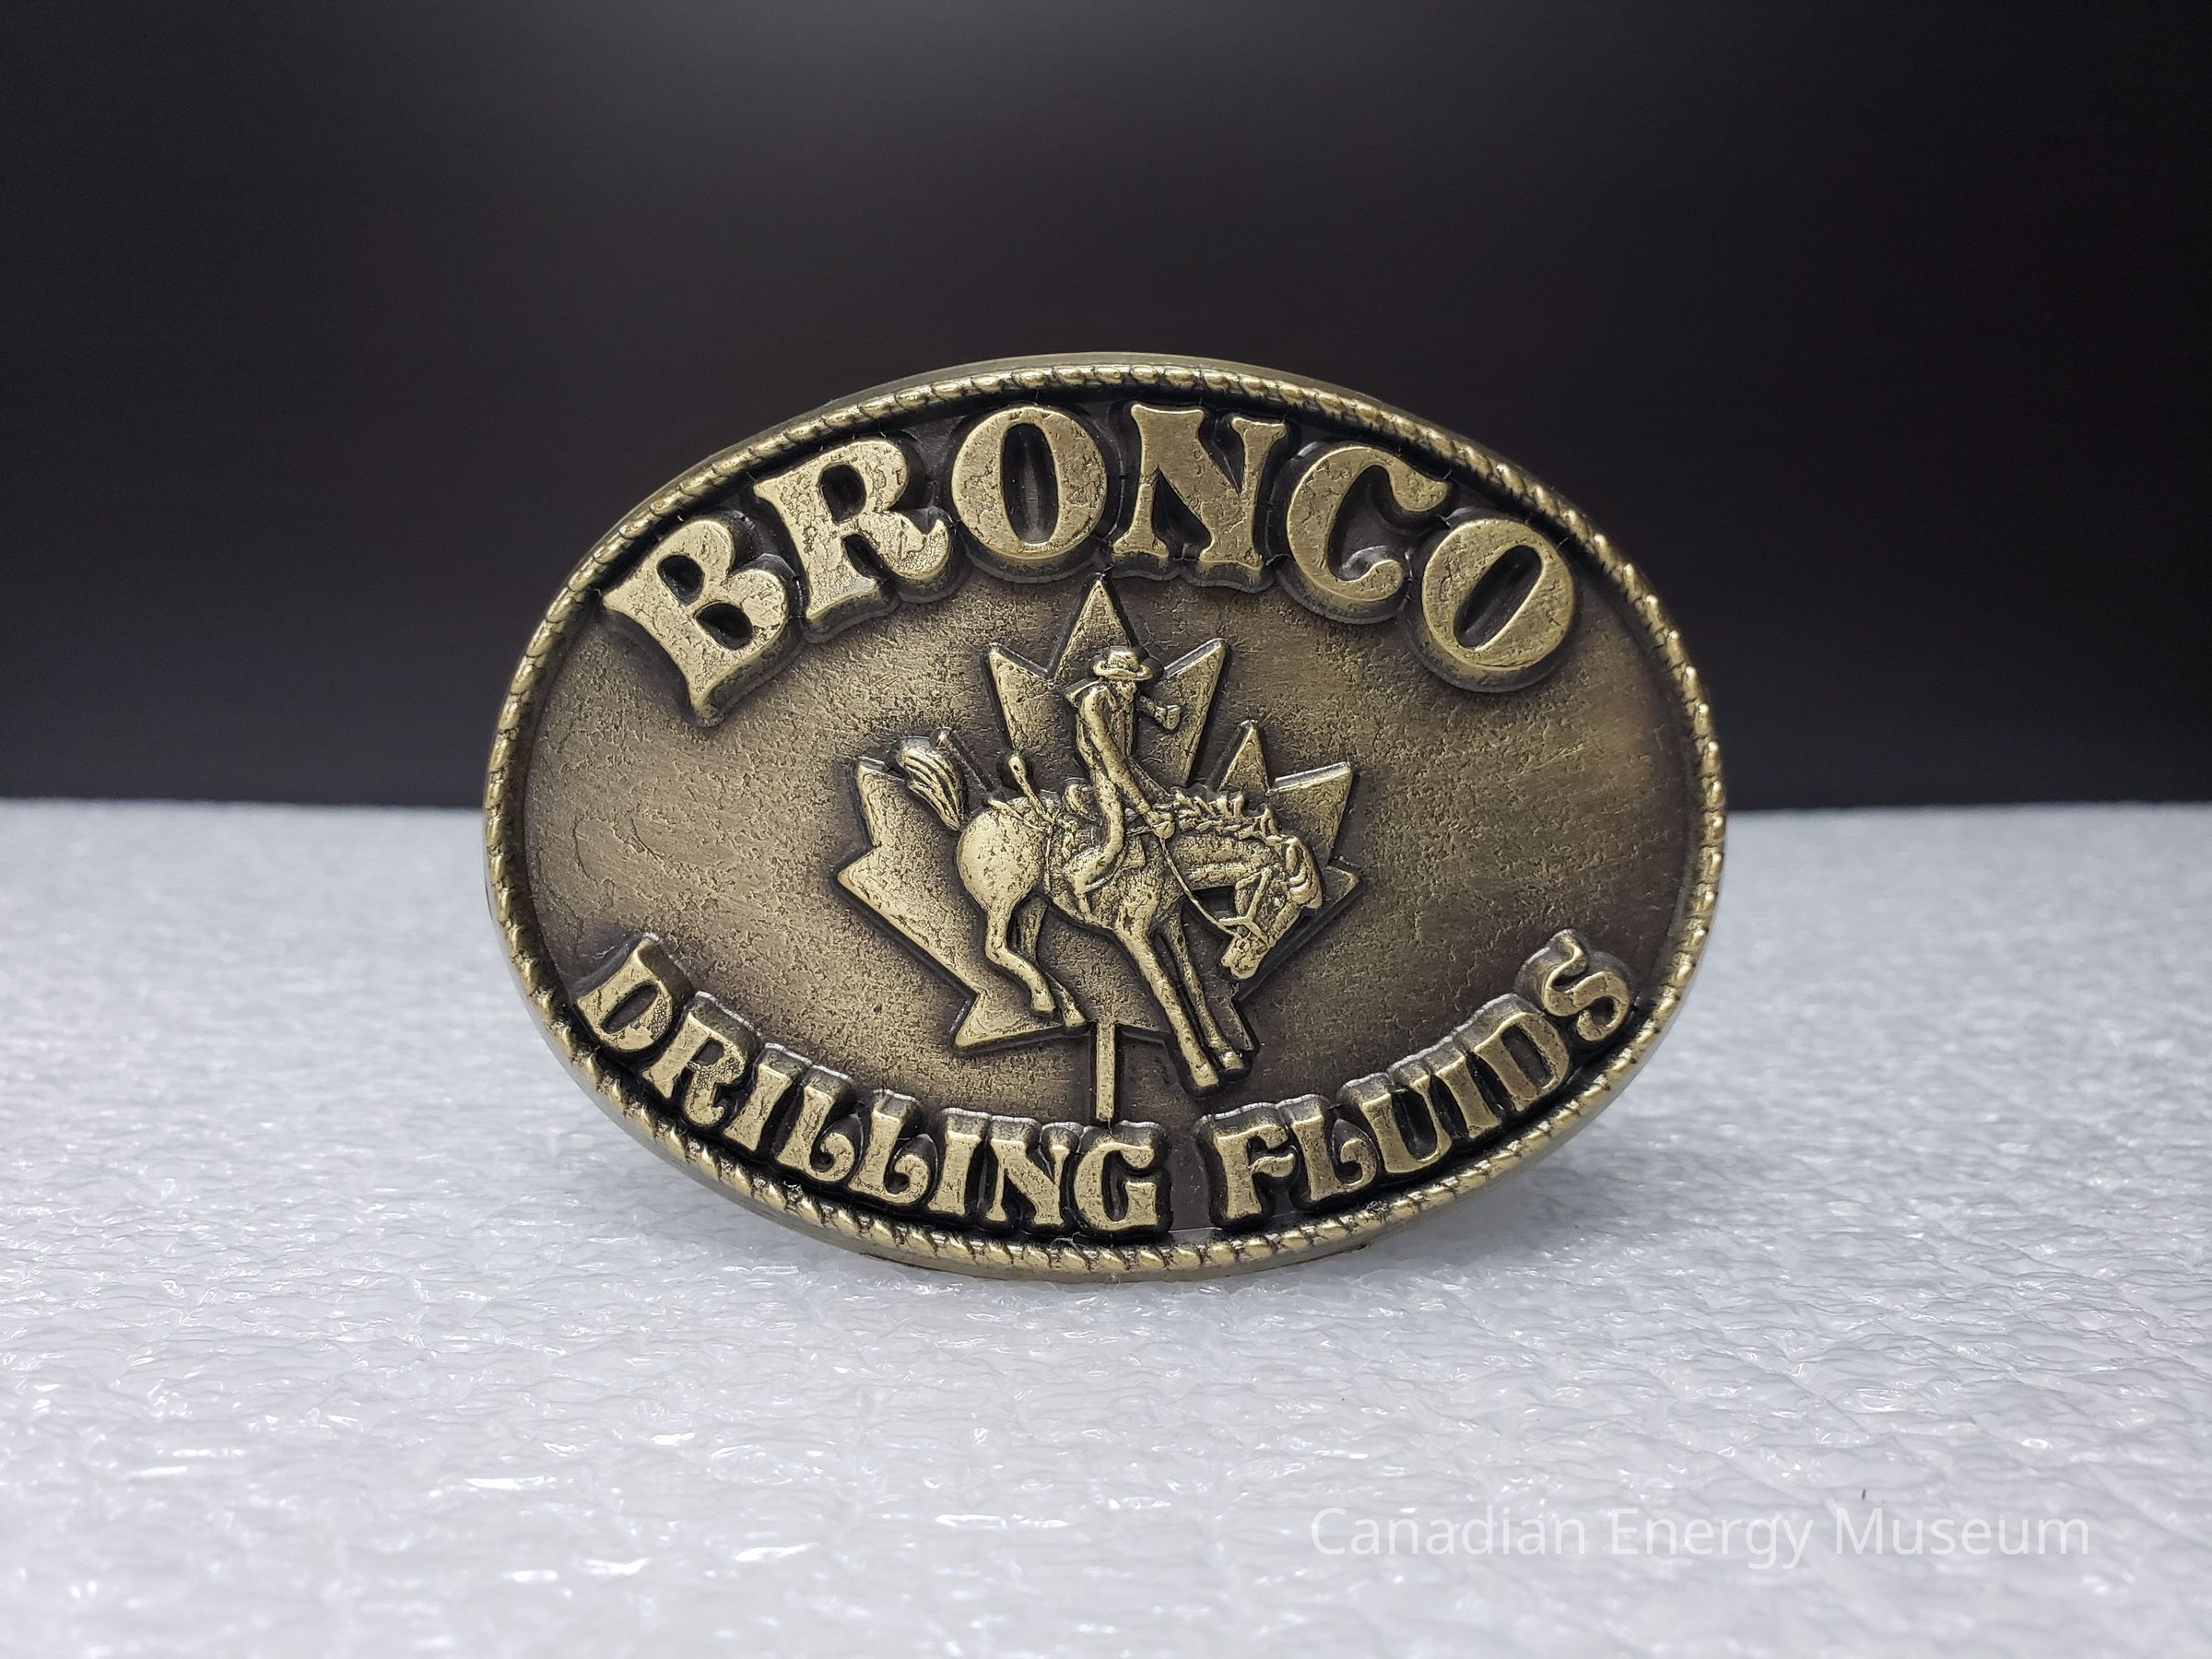 BRONCO
DRILLING FLUIDS
Canadian Energy Museum